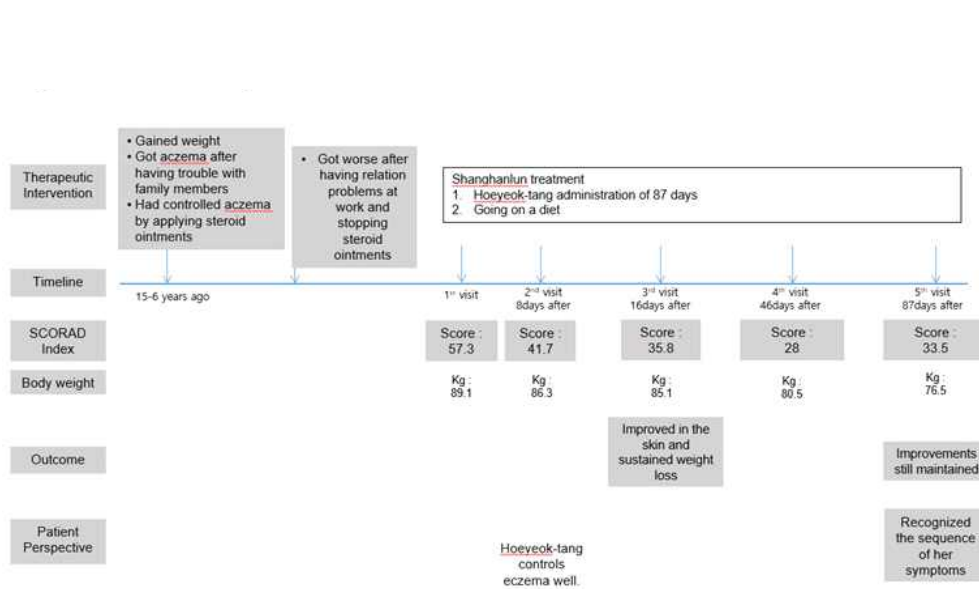 • Gained weight
• Got aczema after
having trouble with
family members
• Had controlled aczema
by applying steroid
ointments
• Got worse after
having relation
problems at
work and
stopping
steroid
ointments
Therapeutic
Intervention
Shanghanlun treatment
1. Hoeyeok-tang administration of 87 days
2. Going on a diet
Timeline
15-6 years ago
1st visit
2nd visit
8days after
3rd visit
16days after
4th visit
46days after
5th visit
87days after
SCORAD
Index
Score :
57.3
Score :
41.7
Score :
35.8
Score :
28
Score :
33.5
Body weight
Kg :
89.1
Kg :
86.3
Kg :
85.1
Kg :
80.5
Kg :
76.5
Outcome
Improved in the
skin and
sustained weight
loss
Improvements
still maintained
Patient
Perspective
Hoeyeok-tang
controls
eczema well.
Recognized
the sequence
of her
symptoms